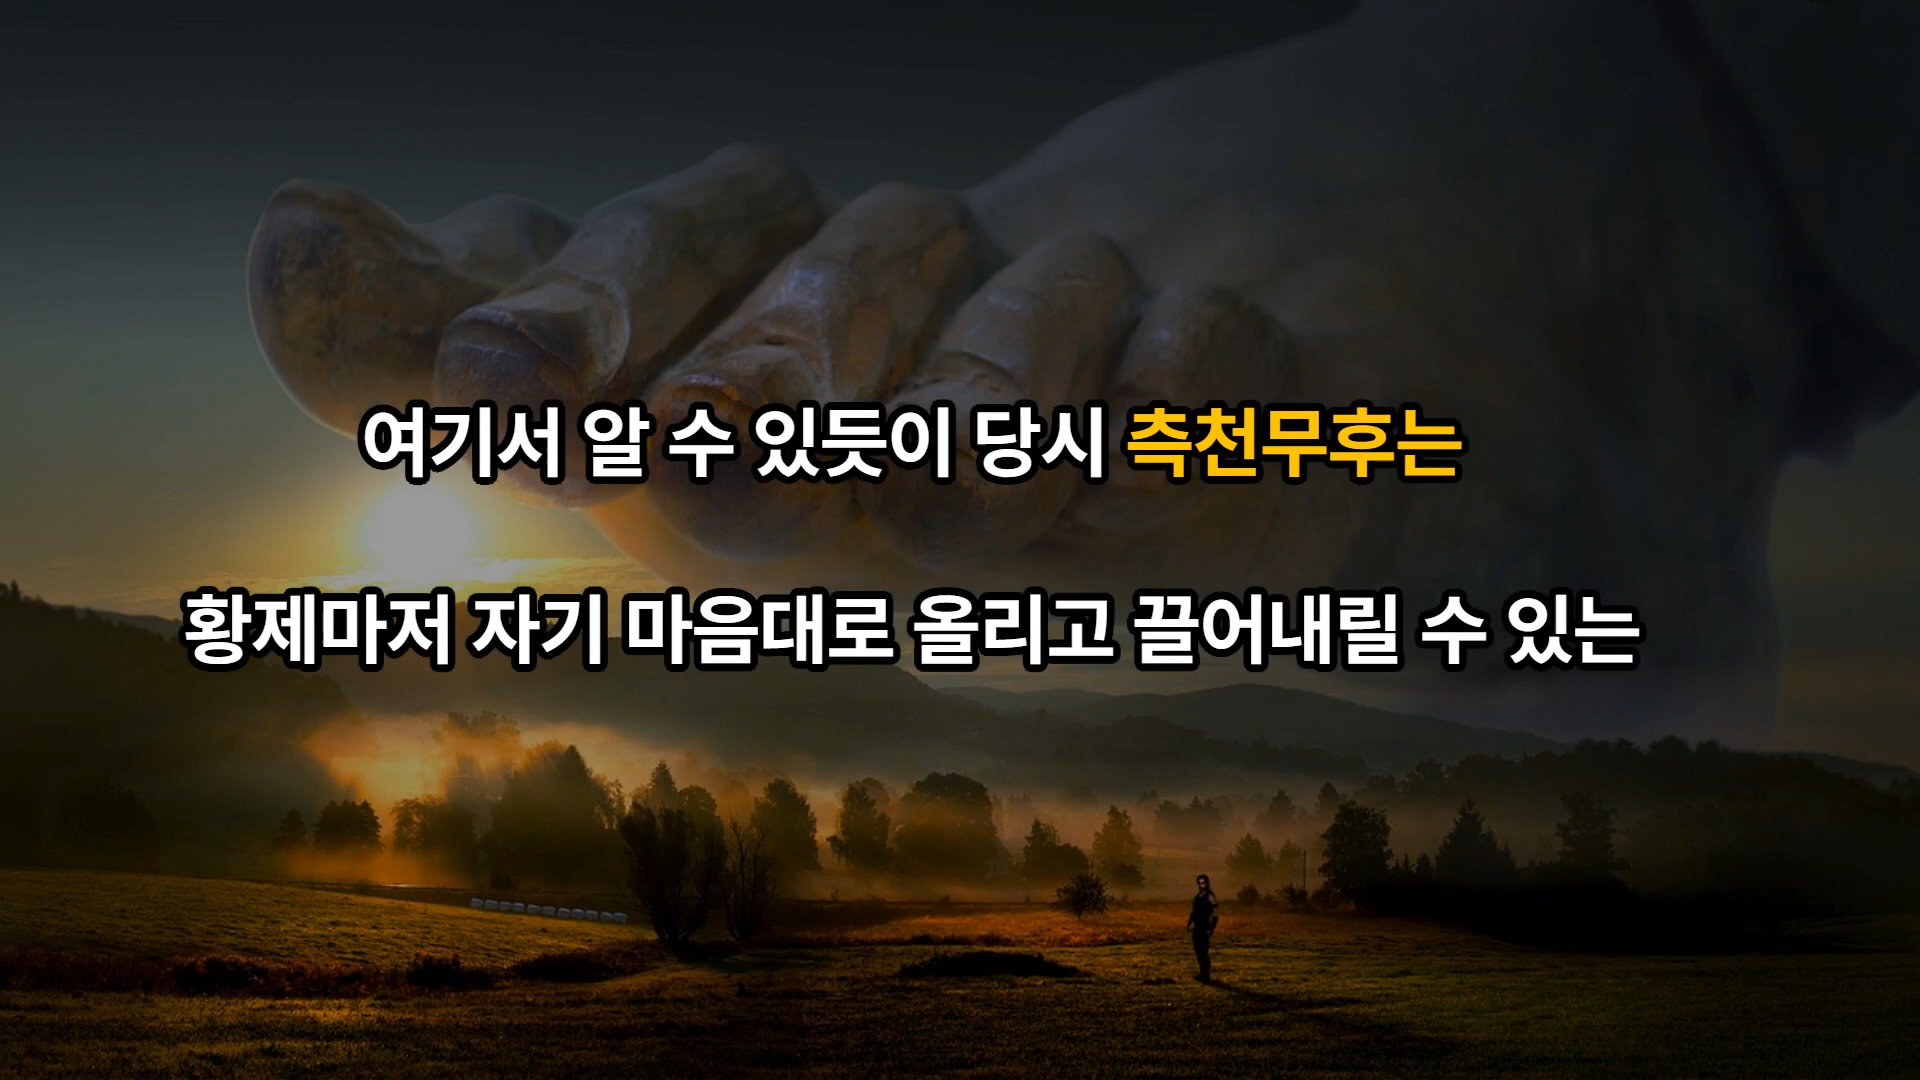 여기서 알 수 있듯이 당시 측천무후는
황제마저 자기 마음대로 올리고 끌어내릴 수 있는